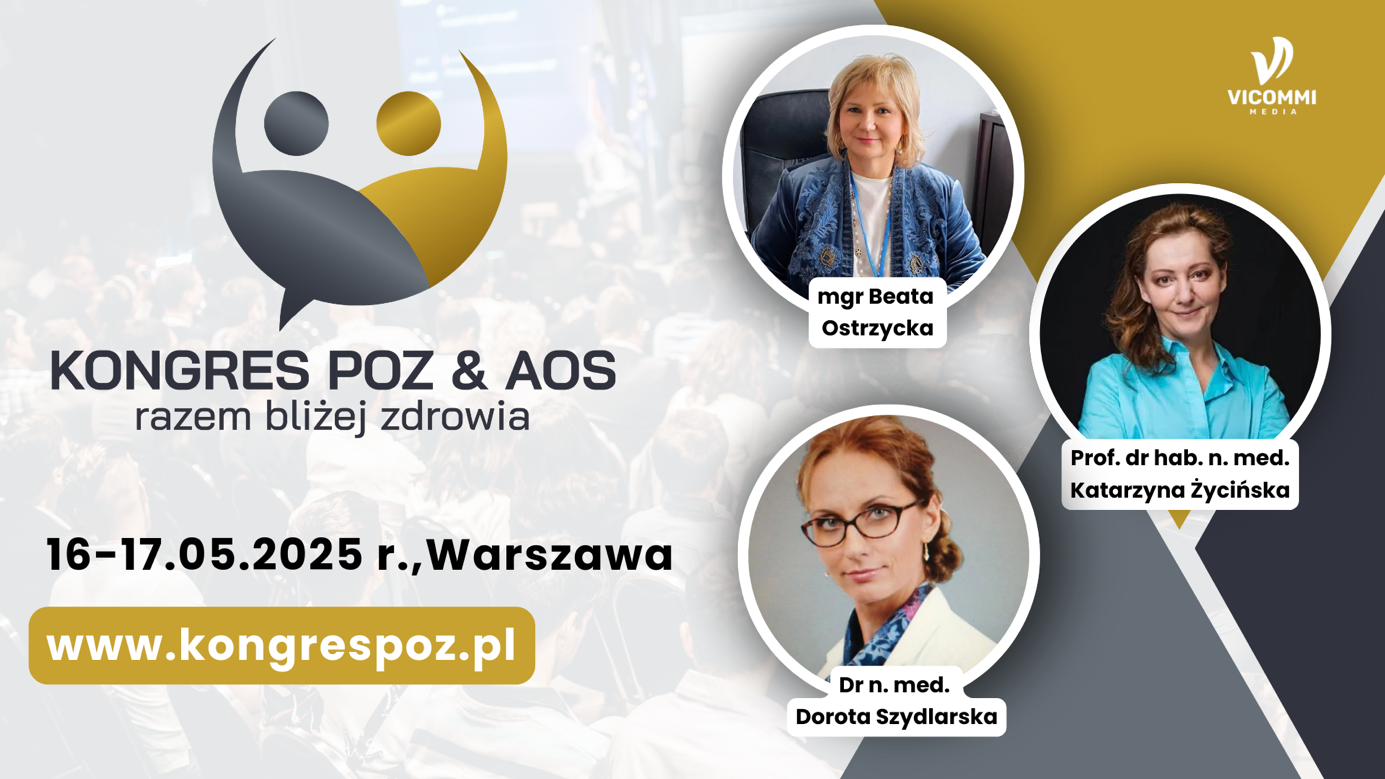 KONGRES POZ & AOS
razem bliżej zdrowia
16-17.05.2025 r.,Warszawa
www.kongrespoz.pl
mgr Beata
Ostrzycka
VICOMMI
MEDIA
Prof. dr hab. n. med.
Katarzyna Życińska
Dr n. med.
Dorota Szydlarska